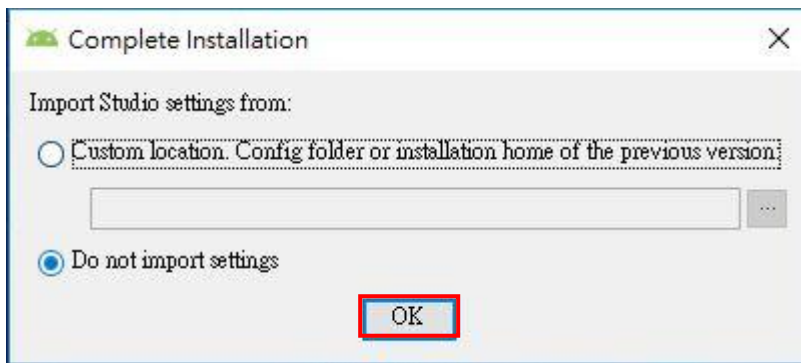 Complete Installation
Import Studio settings from:
Custom location. Config folder or installation home of the previous version:
...
Do not import settings
OK